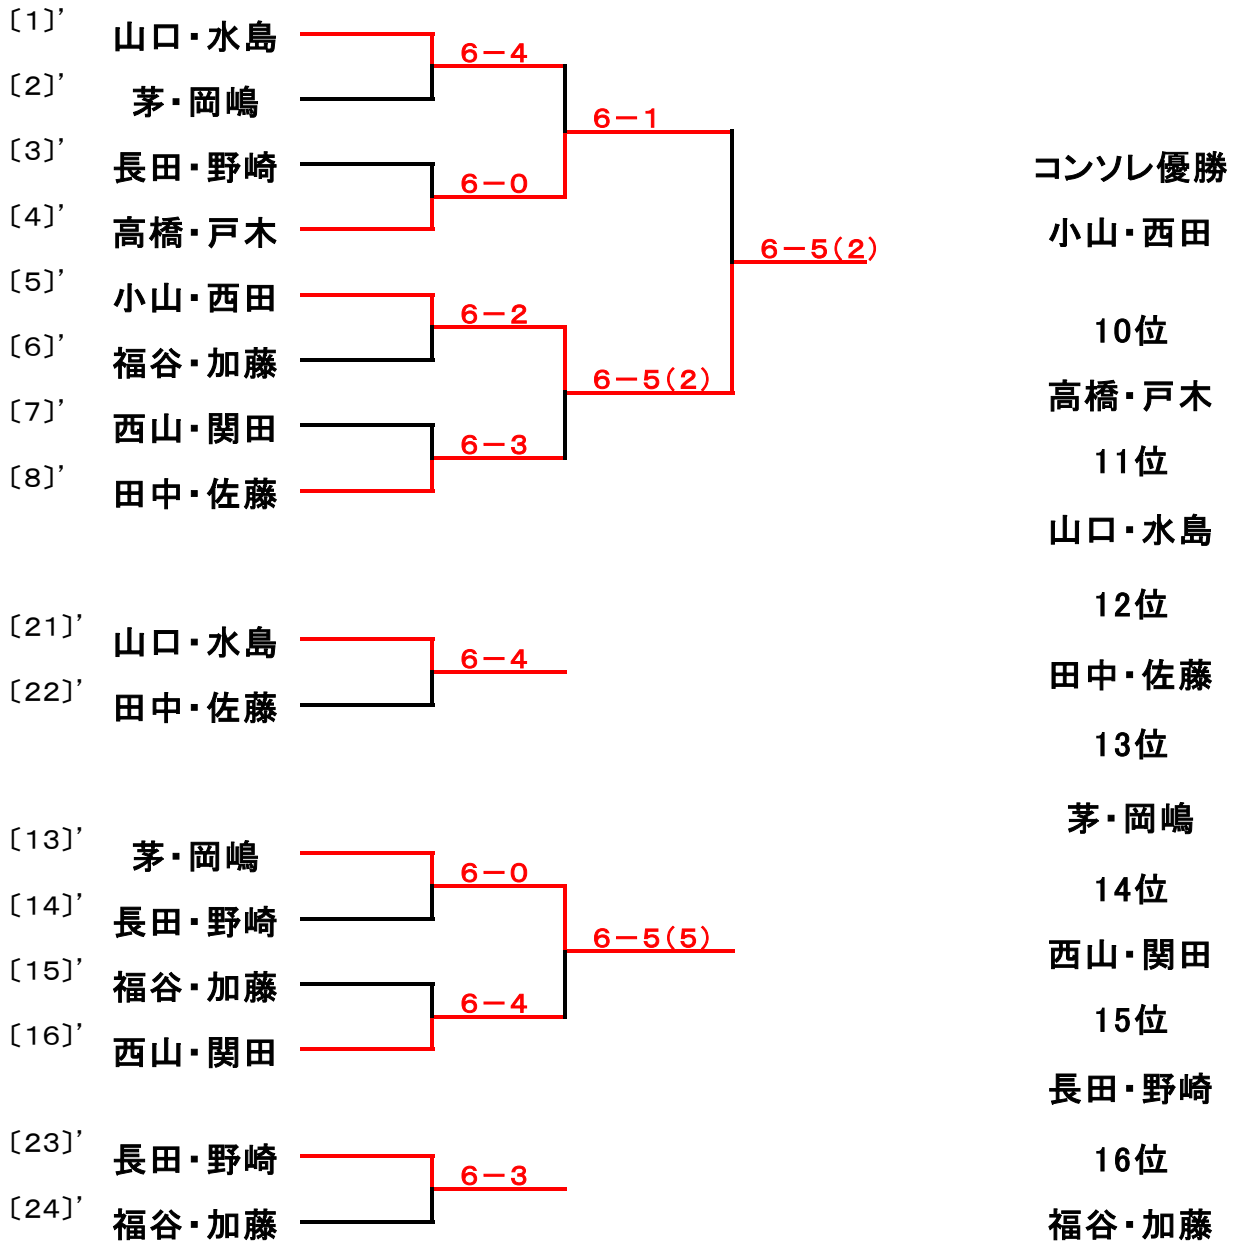 〔1〕’ 山口・水島
6－4
〔2〕’ 茅・岡嶋
6－1
〔3〕’ 長田・野崎
6－0
〔4〕’ 高橋・戸木
6－5(2)
〔5〕’ 小山・西田
6－2
〔6〕’ 福谷・加藤
6－5(2)
〔7〕’ 西山・関田
6－3
〔8〕’ 田中・佐藤
〔21〕’ 山口・水島
6－4
〔22〕’ 田中・佐藤
〔13〕’ 茅・岡嶋
6－0
〔14〕’ 長田・野崎
6－5(5)
〔15〕’ 福谷・加藤
6－4
〔16〕’ 西山・関田
〔23〕’ 長田・野崎
6－3
〔24〕’ 福谷・加藤
コンソレ優勝
小山・西田
10位
高橋・戸木
11位
山口・水島
12位
田中・佐藤
13位
茅・岡嶋
14位
西山・関田
15位
長田・野崎
16位
福谷・加藤